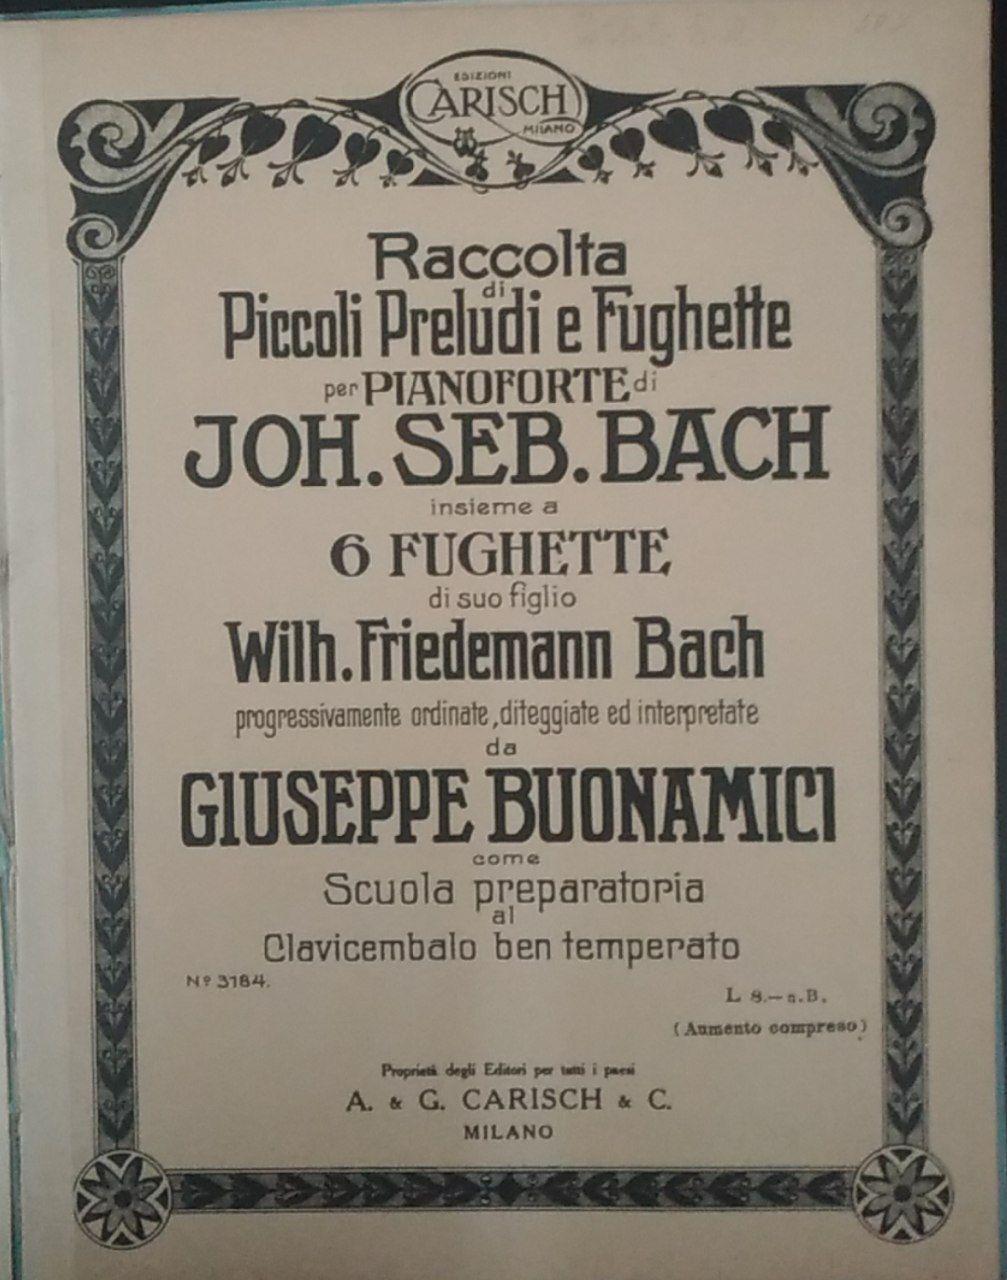 EDIZIONI
CARISCH
MILANO
Raccolta
di
Piccoli Preludi e Fughette
per PIANOFORTE di
JOH. SEB. BACH
insieme a
6 FUGHETTE
di suo figlio
Wilh. Friedemann Bach
progressivamente ordinate, diteggiate ed interpretate
da
GIUSEPPE BUONAMICI
come
Scuola preparatoria
al
Clavicembalo ben temperato
Nº 3184.
L 8.— n.B.
(Aumento compreso)
Proprietà degli Editori per tutti i paesi
A. & G. CARISCH & C.
MILANO